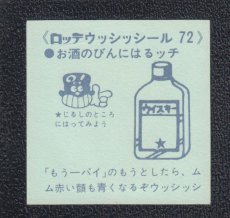 《ロッテウッシッシール 72》
●お酒のびんにはるッチ
★じるしのところ
にはってみよう
ウイスキー
「もう一パイ」のもうとしたら、ム
ム赤い頭も青くなるぞウッシッシ